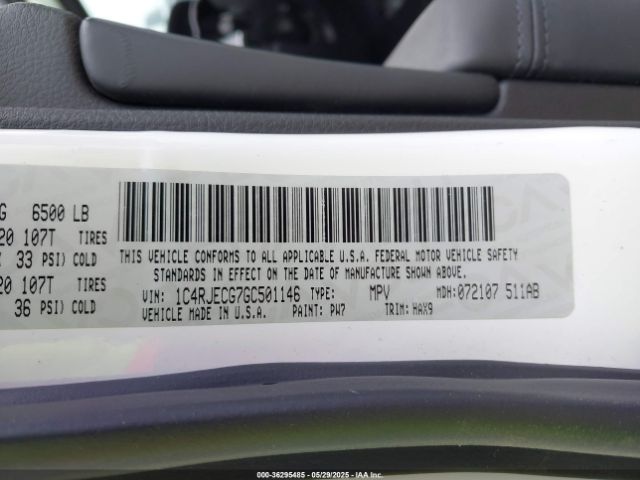 G 6500 LB
20 107T TIRES
33 PSI) COLD
20 107T TIRES
36 PSI) COLD
THIS VEHICLE CONFORMS TO ALL APPLICABLE U.S.A. FEDERAL MOTOR VEHICLE SAFETY
STANDARDS IN EFFECT ON THE DATE OF MANUFACTURE SHOWN ABOVE.
VIN: 1C4RJECG7GC501146 TYPE: MPV MDH: 072107 511AB
VEHICLE MADE IN U.S.A. PAINT: PW7 TRIM: HAX9
000-36295485 - 05/29/2025 - IAA Inc.